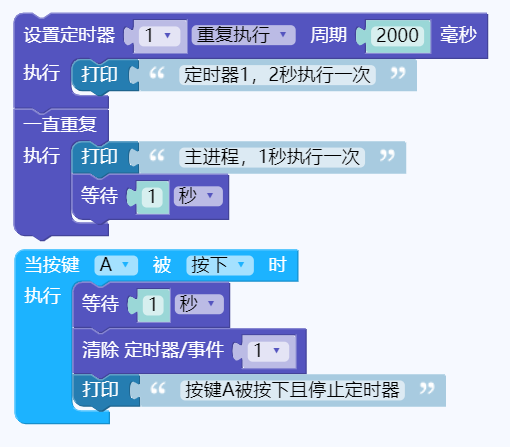 设置定时器 1 重复执行 周期 2000 毫秒
执行 打印 “ 定时器1，2秒执行一次 ”
一直重复
执行 打印 “ 主进程，1秒执行一次 ”
等待 1 秒
当按键 A 被 按下 时
执行 等待 1 秒
清除 定时器/事件 1
打印 “ 按键A被按下且停止定时器 ”